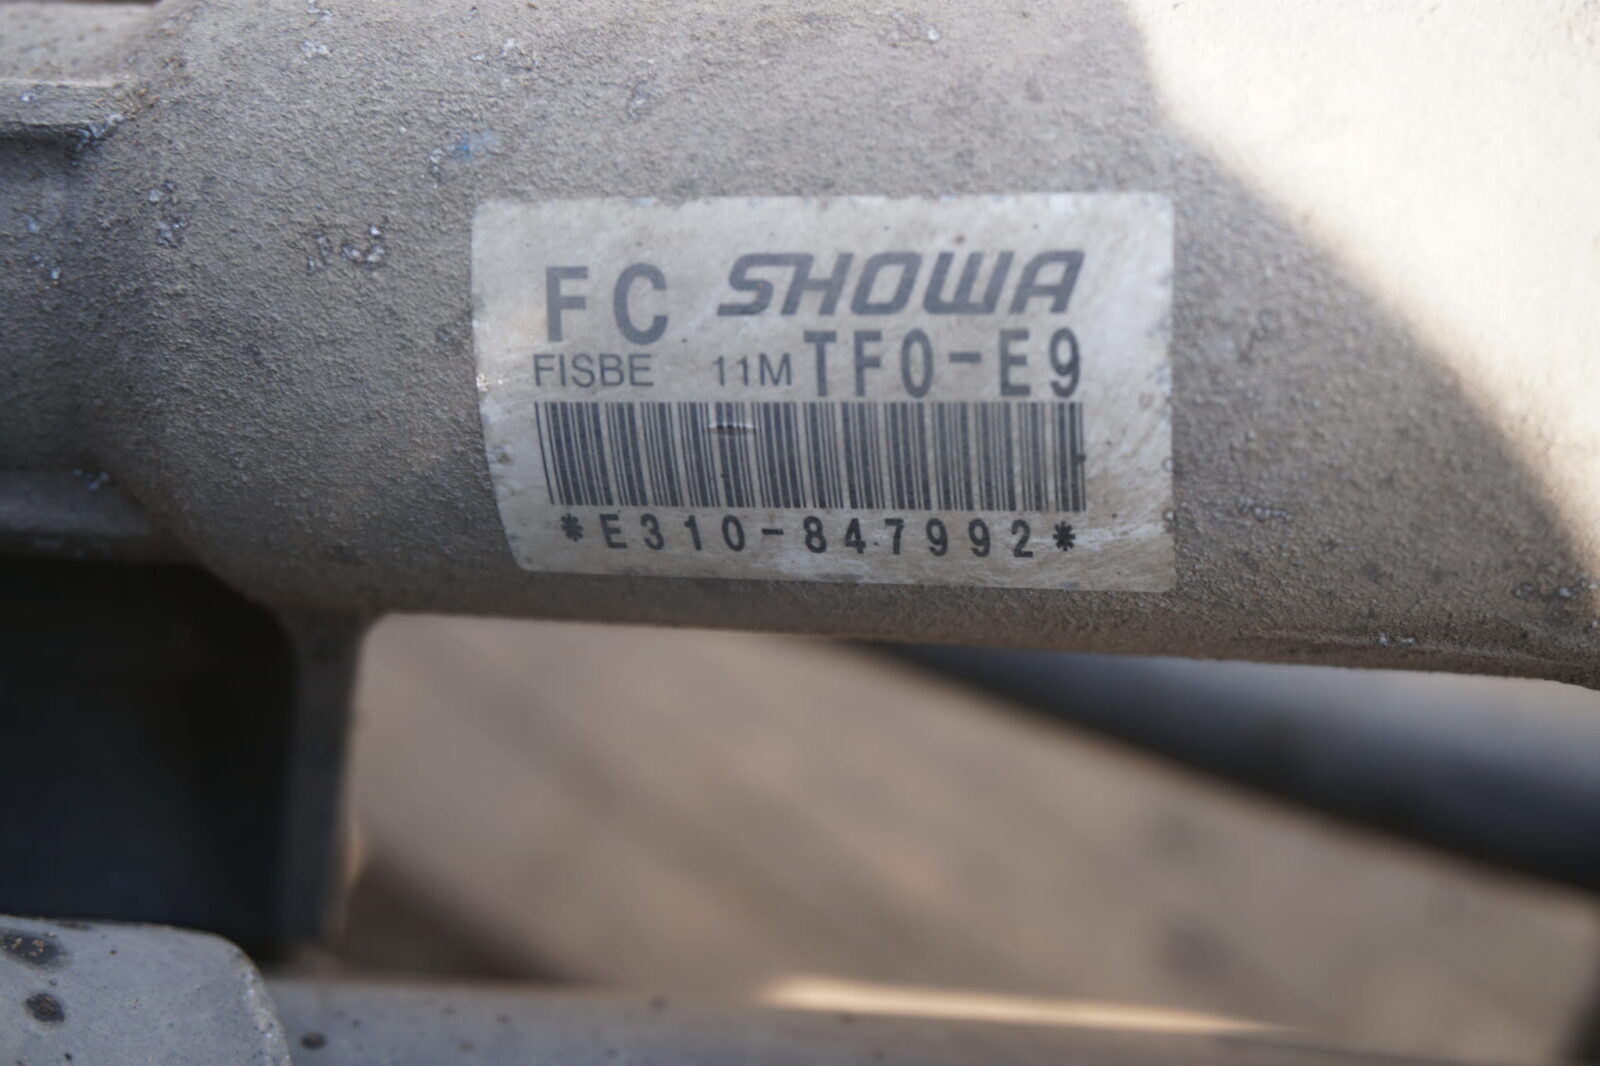 FC SHOWA
FISBE 11M TF0-E9
*E310-847992*